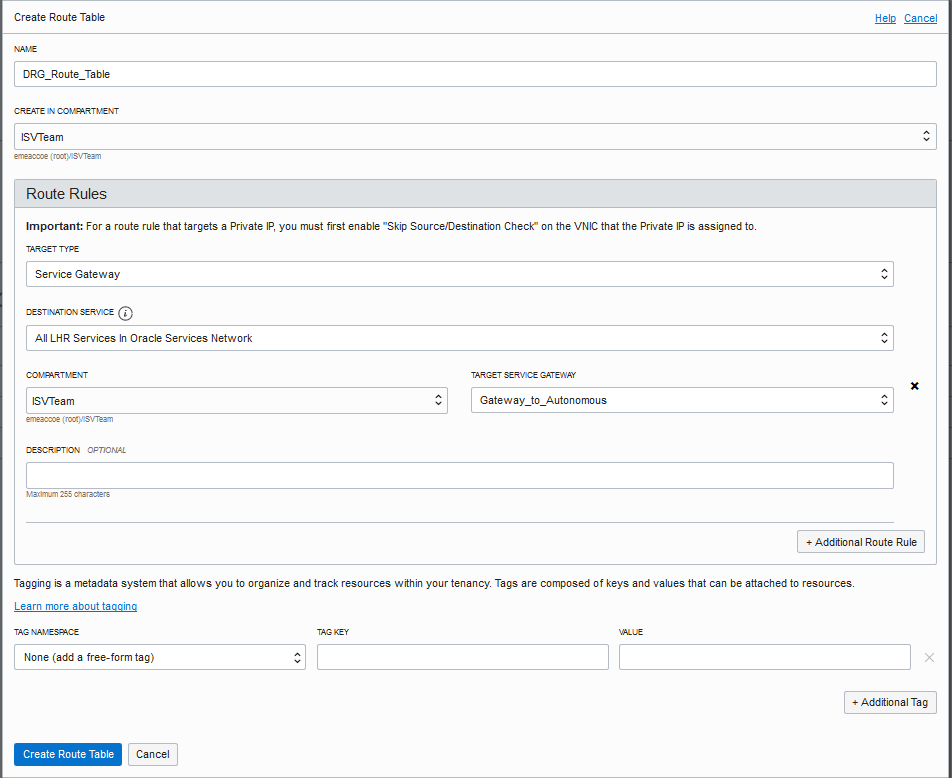 Create Route Table
Help Cancel
NAME
DRG_Route_Table
CREATE IN COMPARTMENT
ISVTeam
emeaccoe (root)/ISVTeam
Route Rules
Important: For a route rule that targets a Private IP, you must first enable "Skip Source/Destination Check" on the VNIC that the Private IP is assigned to.
TARGET TYPE
Service Gateway
DESTINATION SERVICE i
All LHR Services In Oracle Services Network
COMPARTMENT
TARGET SERVICE GATEWAY
ISVTeam
Gateway_to_Autonomous
emeaccoe (root)/ISVTeam
DESCRIPTION OPTIONAL
Maximum 255 characters
+ Additional Route Rule
Tagging is a metadata system that allows you to organize and track resources within your tenancy. Tags are composed of keys and values that can be attached to resources.
Learn more about tagging
TAG NAMESPACE
TAG KEY
VALUE
None (add a free-form tag)
+ Additional Tag
Create Route Table
Cancel